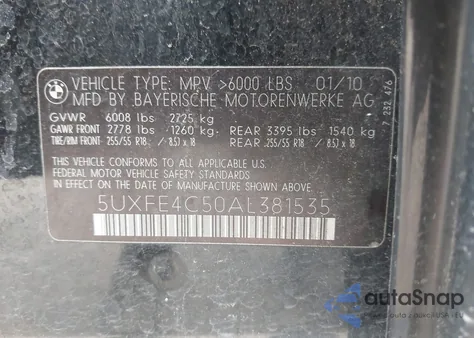 VEHICLE TYPE: MPV >6000 LBS 01/10
MFD BY BAYERISCHE MOTORENWERKE AG
GVWR 6008 lbs 2725 kg
GAWR FRONT 2778 lbs 1260 kg REAR 3395 lbs 1540 kg
TIRE/RIM FRONT 255/55 R18 // 8.5J x 18 REAR 255/55 R18 // 8.5J x 18
THIS VEHICLE CONFORMS TO ALL APPLICABLE U.S.
FEDERAL MOTOR VEHICLE SAFETY STANDARDS
IN EFFECT ON THE DATE OF MANUFACTURE SHOWN ABOVE.
5UXFE4C50AL381535
7 232 476
autoSnap